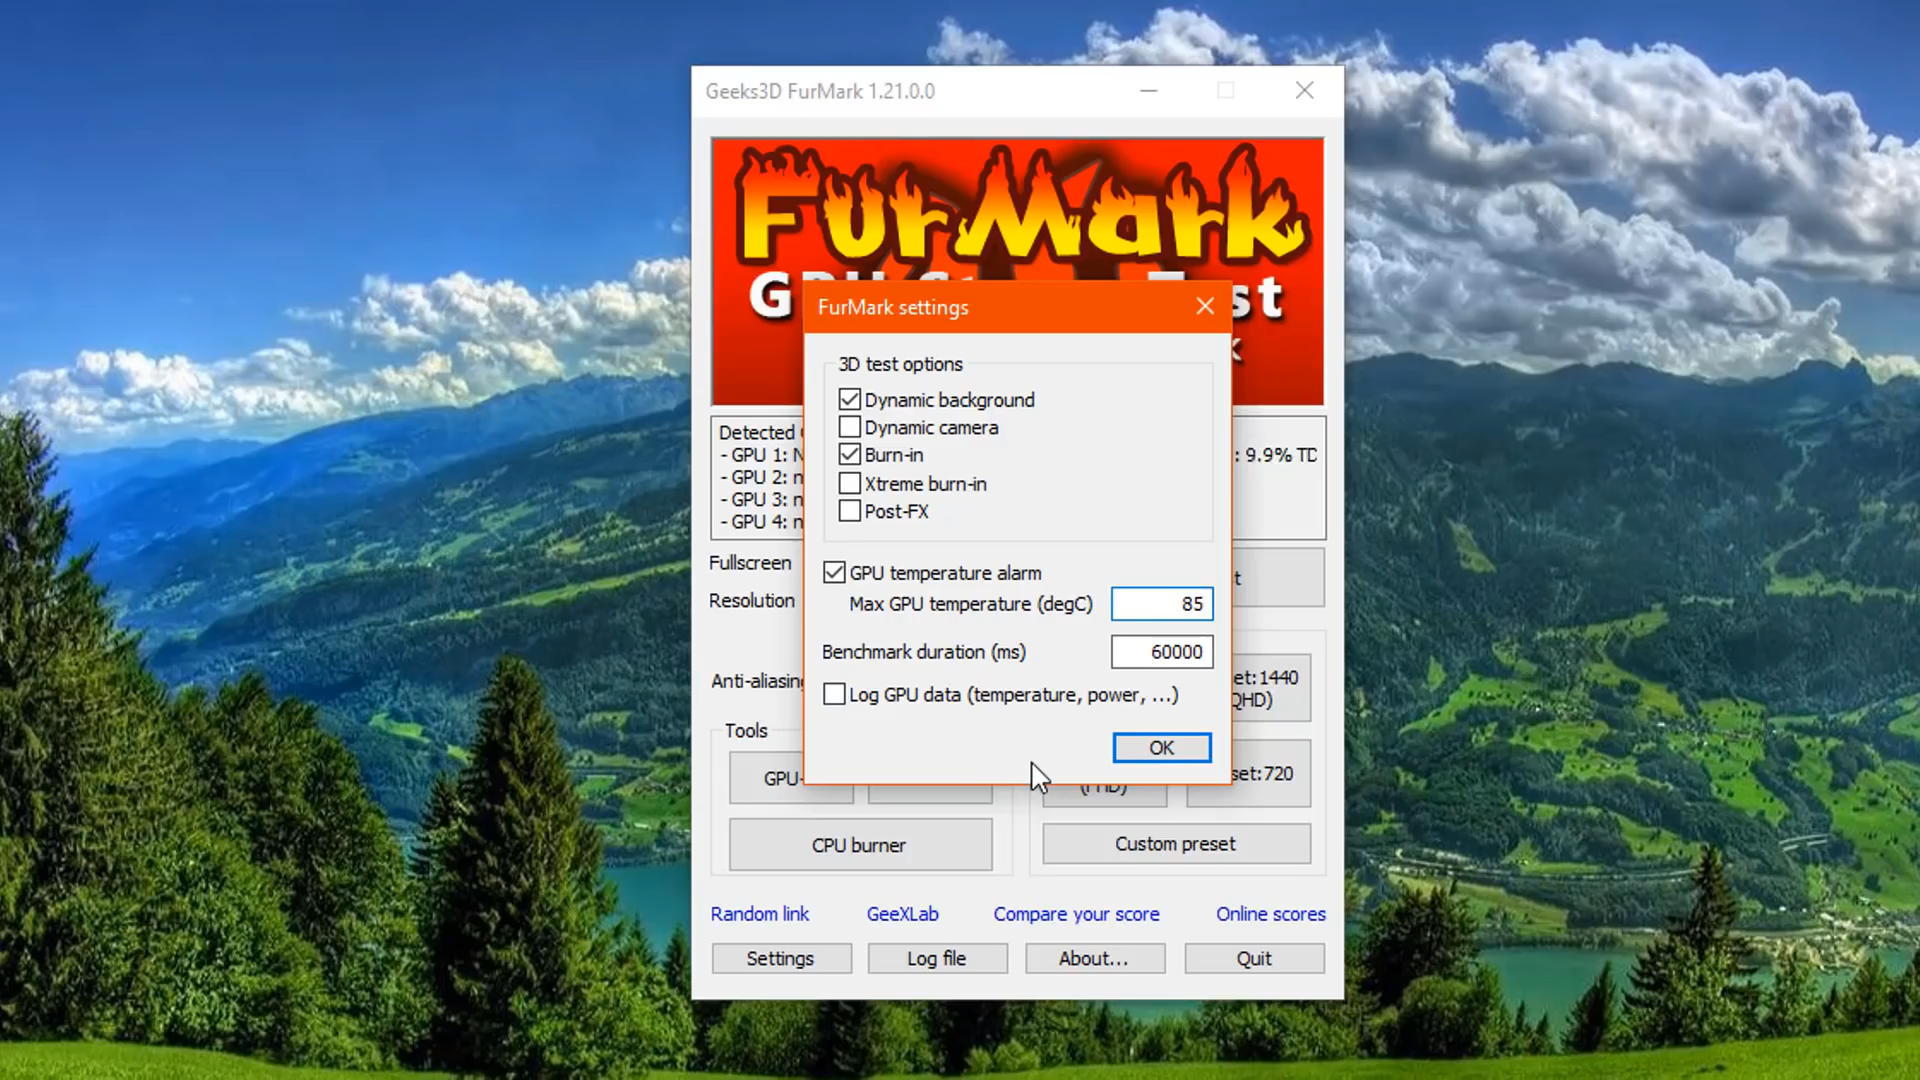 Geeks3D FurMark 1.21.0.0
FurMark
FurMark settings
3D test options
Dynamic background
Dynamic camera
Burn-in
Xtreme burn-in
Post-FX
GPU temperature alarm
Max GPU temperature (degC) 85
Benchmark duration (ms) 60000
Log GPU data (temperature, power, ...)
OK
Detected
- GPU 1: N : 9.9% TD
- GPU 2: n
- GPU 3: n
- GPU 4: n
Fullscreen
Resolution
Anti-aliasing
et:1440
QHD)
Tools
GPU-
(FHD)
set:720
CPU burner
Custom preset
Random link
GeeXLab
Compare your score
Online scores
Settings
Log file
About...
Quit